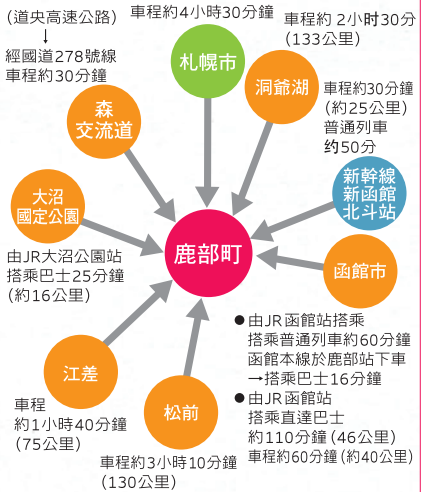 (道央高速公路)
↓
經國道278號線
車程約30分鐘
森
交流道
車程約4小時30分鐘
札幌市
車程約 2小时30分
(133公里)
洞爺湖
車程約30分鐘
(約25公里)
普通列車
约50分
新幹線
新函館
北斗站
大沼
國定公園
由JR大沼公園站
搭乘巴士25分鐘
(約16公里)
鹿部町
函館市
●由JR函館站搭乘
搭乘普通列車約60分鐘
函館本線於鹿部站下車
→搭乘巴士16分鐘
●由JR函館站
搭乘直達巴士
約110分鐘(46公里)
車程約60分鐘(約40公里)
江差
車程
約1小時40分鐘
(75公里)
松前
車程約3小時10分鐘
(130公里)